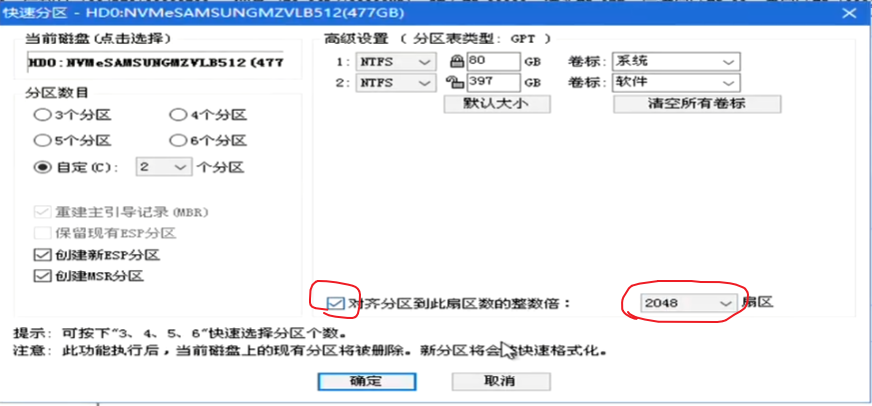 快速分区 - HD0:NVMeSAMSUNGMZVLB512(477GB)
当前磁盘(点击选择)
HD0:NVMeSAMSUNGMZVLB512 (477
分区数目
3个分区 4个分区
5个分区 6个分区
自定(C): 2 个分区
重建主引导记录(MBR)
保留现有ESP分区
创建新ESP分区
创建MSR分区
高级设置 ( 分区表类型: GPT )
1: NTFS 80 GB 卷标: 系统
2: NTFS 397 GB 卷标: 软件
默认大小 清空所有卷标
对齐分区到此扇区数的整数倍: 2048 扇区
提示: 可按下"3、4、5、6"快速选择分区个数。
注意: 此功能执行后,当前磁盘上的现有分区将被删除。新分区将会快速格式化。
确定 取消